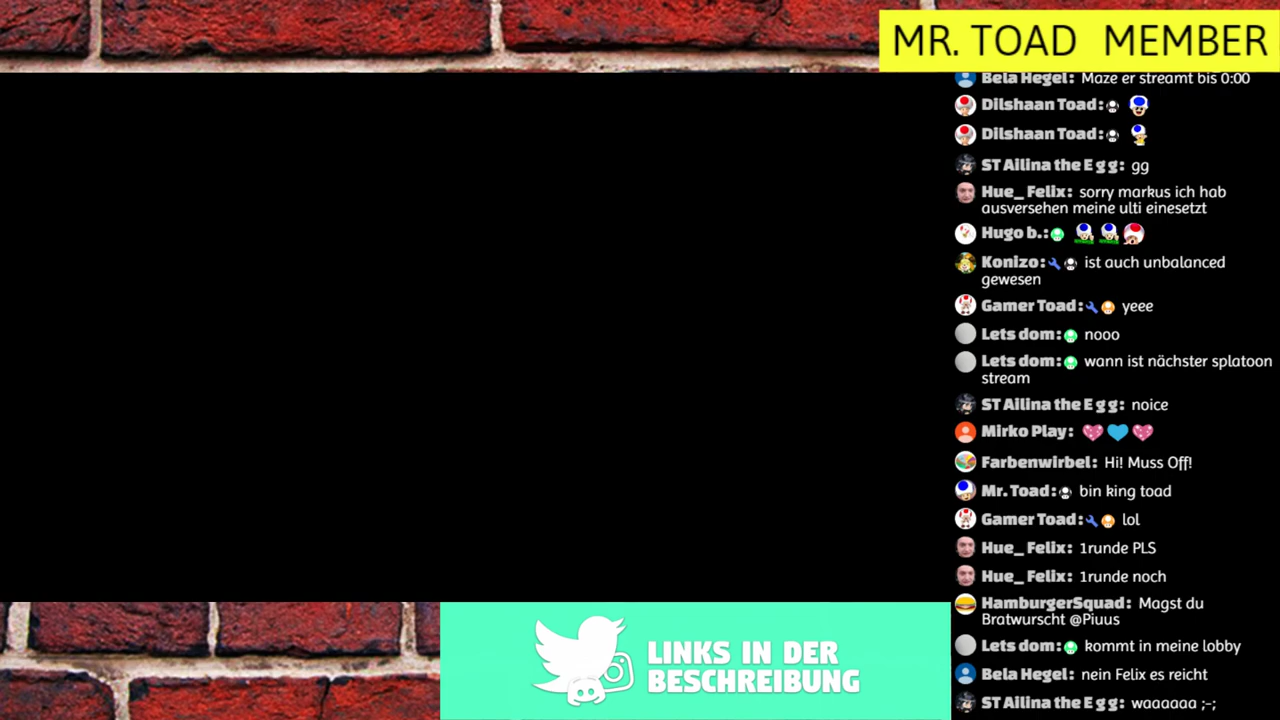 MR. TOAD MEMBER
Bela Hegel: Maze er streamt bis 0:00
Dilshaan Toad:
Dilshaan Toad:
ST Ailina the E g g: gg
Hue_Felix: sorry markus ich hab
ausversehen meine ulti einesetzt
Hugo b.:
Konizo: ist auch unbalanced
gewesen
Gamer Toad: yeee
Lets dom: nooo
Lets dom: wann ist nächster splatoon
stream
ST Ailina the E g g: noice
Mirko Play:
Farbenwirbel: Hi! Muss Off!
Mr. Toad: bin king toad
Gamer Toad: lol
Hue_Felix: 1runde PLS
Hue_Felix: 1runde noch
HamburgerSquad: Magst du
Bratwurscht @Piuus
Lets dom: kommt in meine lobby
Bela Hegel: nein Felix es reicht
ST Ailina the E g g: waaaaaa ;-;
LINKS IN DER
BESCHREIBUNG